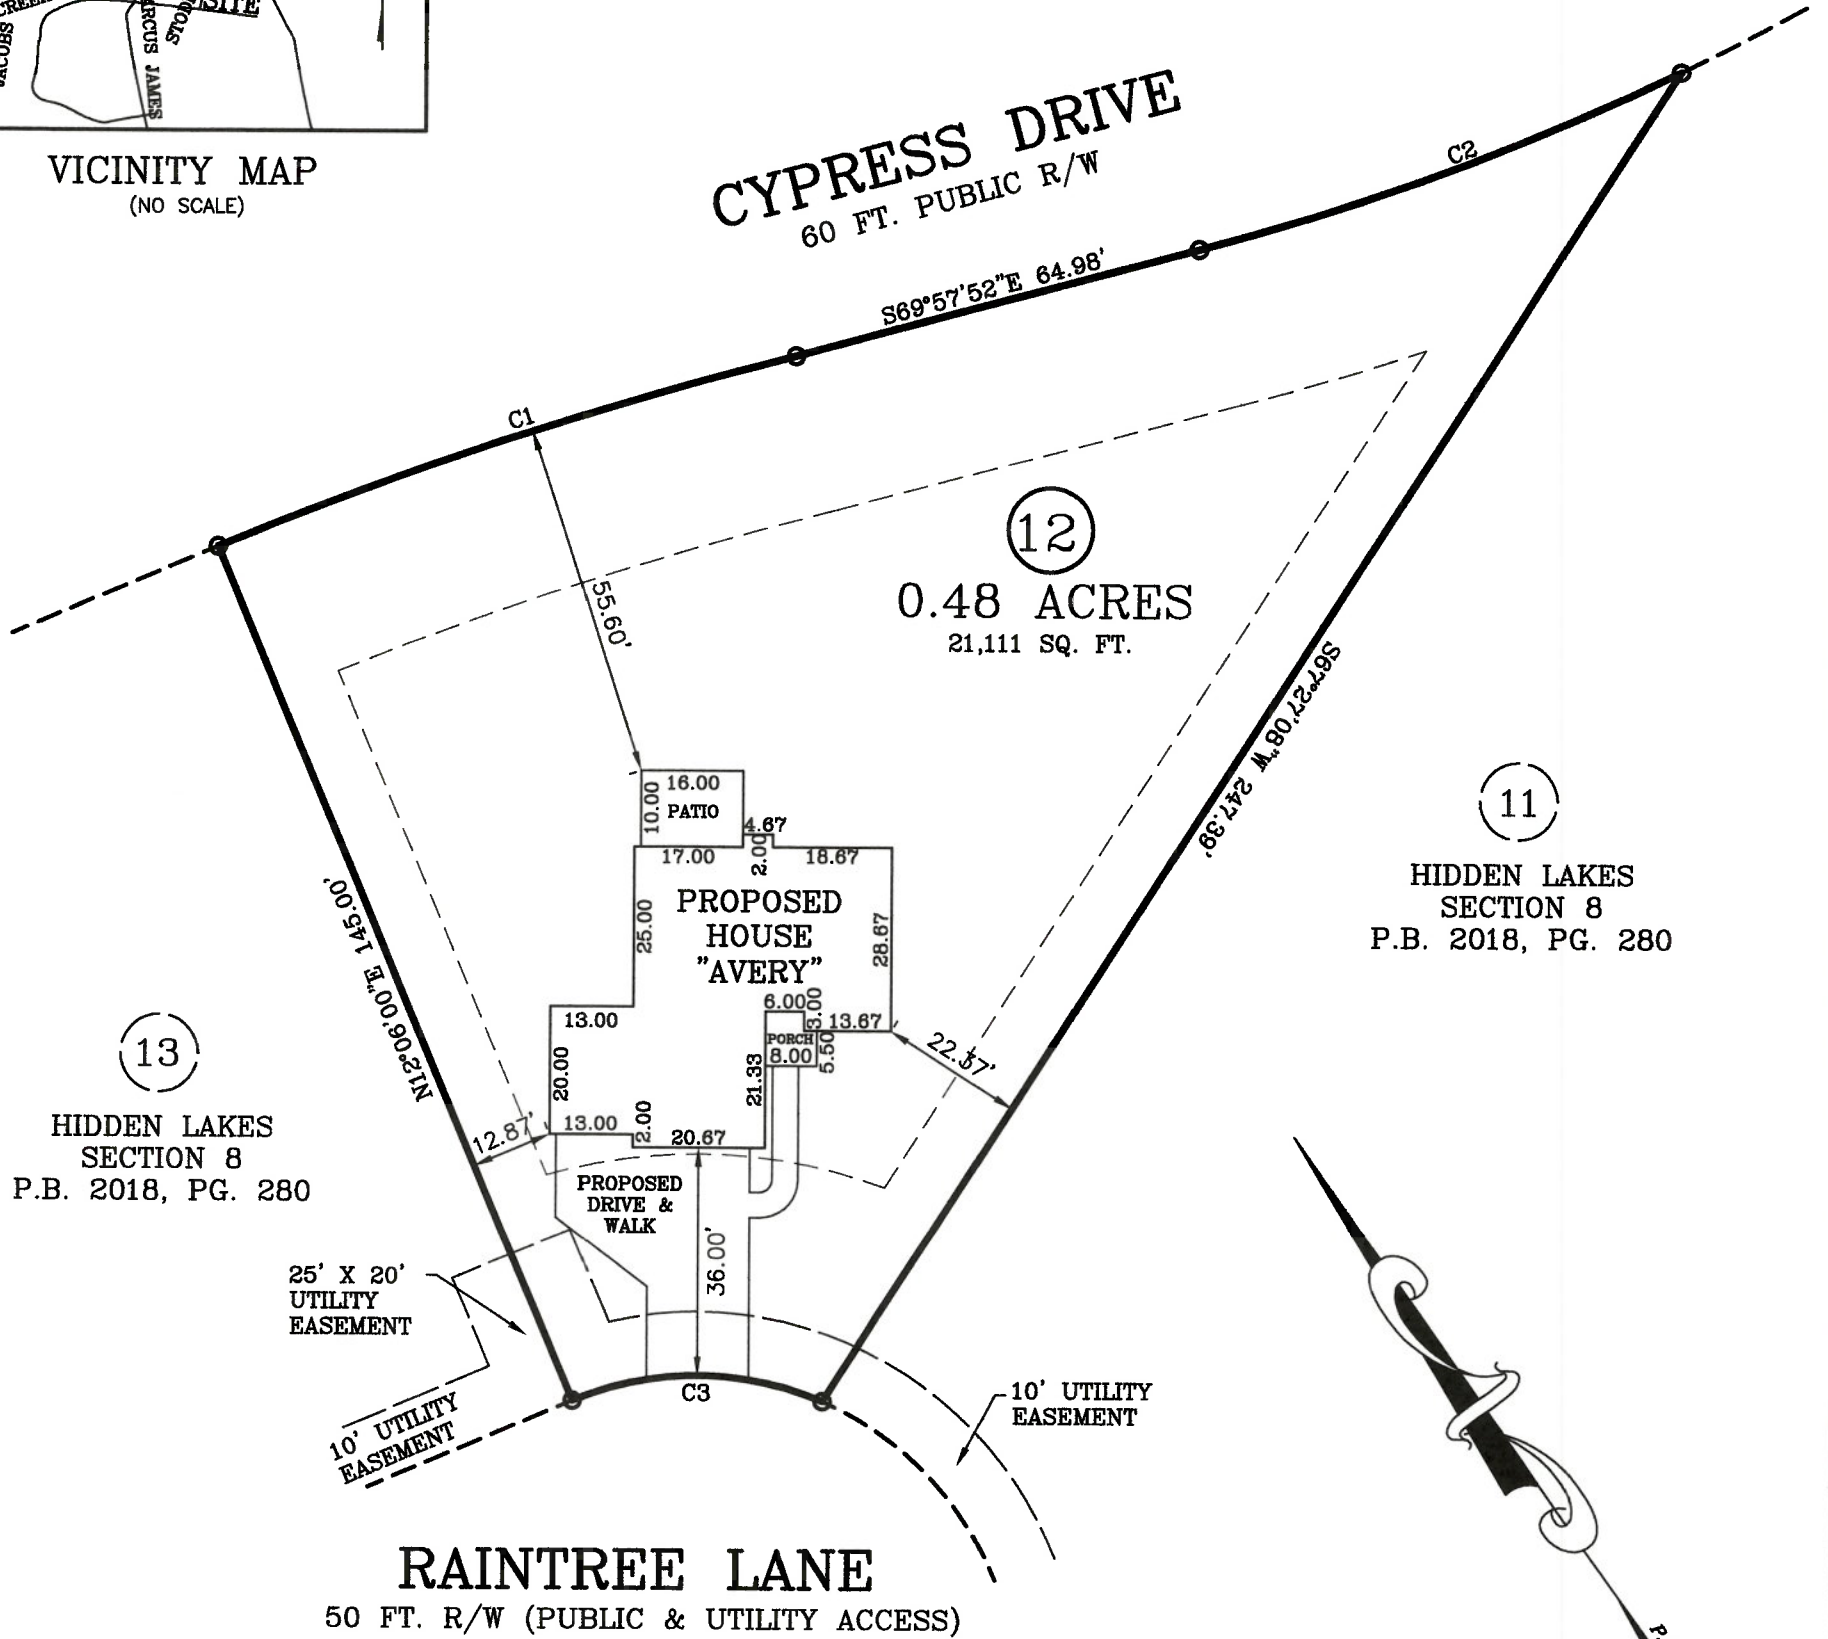 CREEK
JACOBS
ARCUS JAMES
SITE
VICINITY MAP
(NO SCALE)
CYPRESS DRIVE
60 FT. PUBLIC R/W
C2
S69°57'52"E 64.98'
C1
55.60'
12
0.48 ACRES
21,111 SQ. FT.
S67°27'08"W 247.39'
11
HIDDEN LAKES
SECTION 8
P.B. 2018, PG. 280
16.00
10.00
PATIO
4.67
17.00
2.00
18.67
PROPOSED
HOUSE
"AVERY"
25.00
28.67
N12°06'00"E 145.00'
13
HIDDEN LAKES
SECTION 8
P.B. 2018, PG. 280
13.00
6.00
3.00
13.67
PORCH
8.00
5.50
22.37'
20.00
21.33
12.87'
13.00
2.00
20.67
PROPOSED
DRIVE &
WALK
36.00'
25' X 20'
UTILITY
EASEMENT
C3
10' UTILITY
EASEMENT
10' UTILITY
EASEMENT
RAINTREE LANE
50 FT. R/W (PUBLIC & UTILITY ACCESS)